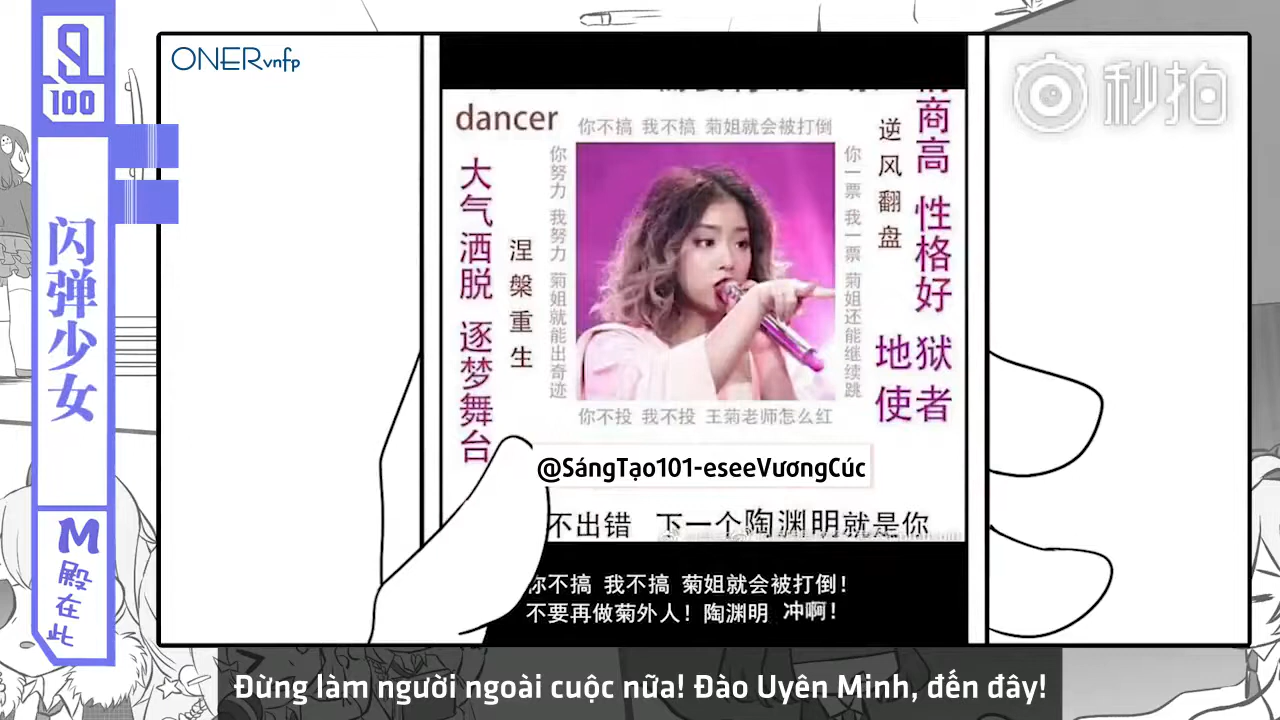 S
100
闪弹少女
M
殿在此
ONERvnfp
秒拍
dancer
大气洒脱 逐梦舞台
涅槃重生
你不搞 我不搞 菊姐就会被打倒
你努力 我努力 菊姐就能出奇迹
你一票 我一票 菊姐还能继续跳
你不投 我不投 王菊老师怎么红
逆风翻盘
商高 性格好
地狱
使者
@SángTạo101-eseeVươngCúc
不出错 下一个陶渊明就是你
你不搞 我不搞 菊姐就会被打倒！
不要再做菊外人！陶渊明 冲啊！
Đừng làm người ngoài cuộc nữa! Đào Uyên Minh, đến đây!